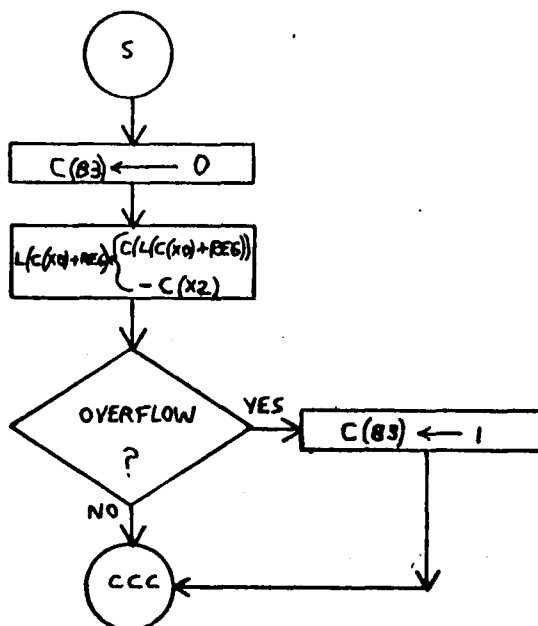 S
C(B3) ← 0
L(C(X0)+REG) { C(L(C(X0)+REG))
- C(X2)
OVERFLOW
?
YES
C(B3) ← 1
NO
CCC